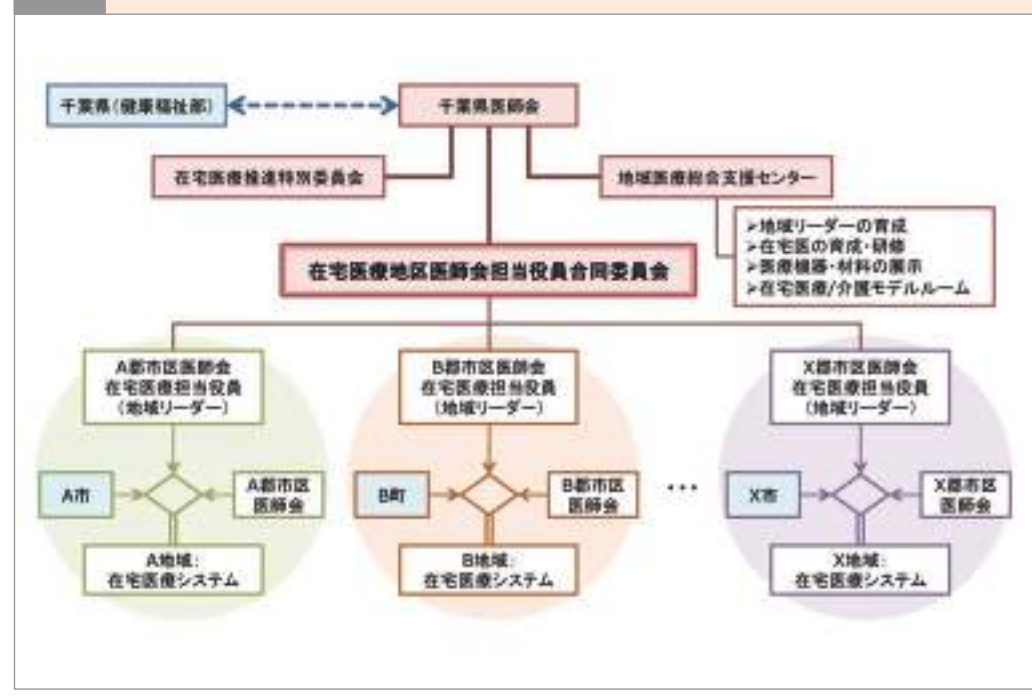 千葉県(健康福祉部)
千葉県医師会
在宅医療推進特別委員会
地域医療総合支援センター
➢地域リーダーの育成
➢在宅医の育成・研修
➢医療機器・材料の展示
➢在宅医療/介護モデルルーム
在宅医療地区医師会担当役員合同委員会
A郡市区医師会
在宅医療担当役員
(地域リーダー)
A市
A郡市区
医師会
A地域:
在宅医療システム
B郡市区医師会
在宅医療担当役員
(地域リーダー)
B町
B郡市区
医師会
B地域:
在宅医療システム
・・・
X郡市区医師会
在宅医療担当役員
(地域リーダー)
X市
X郡市区
医師会
X地域:
在宅医療システム